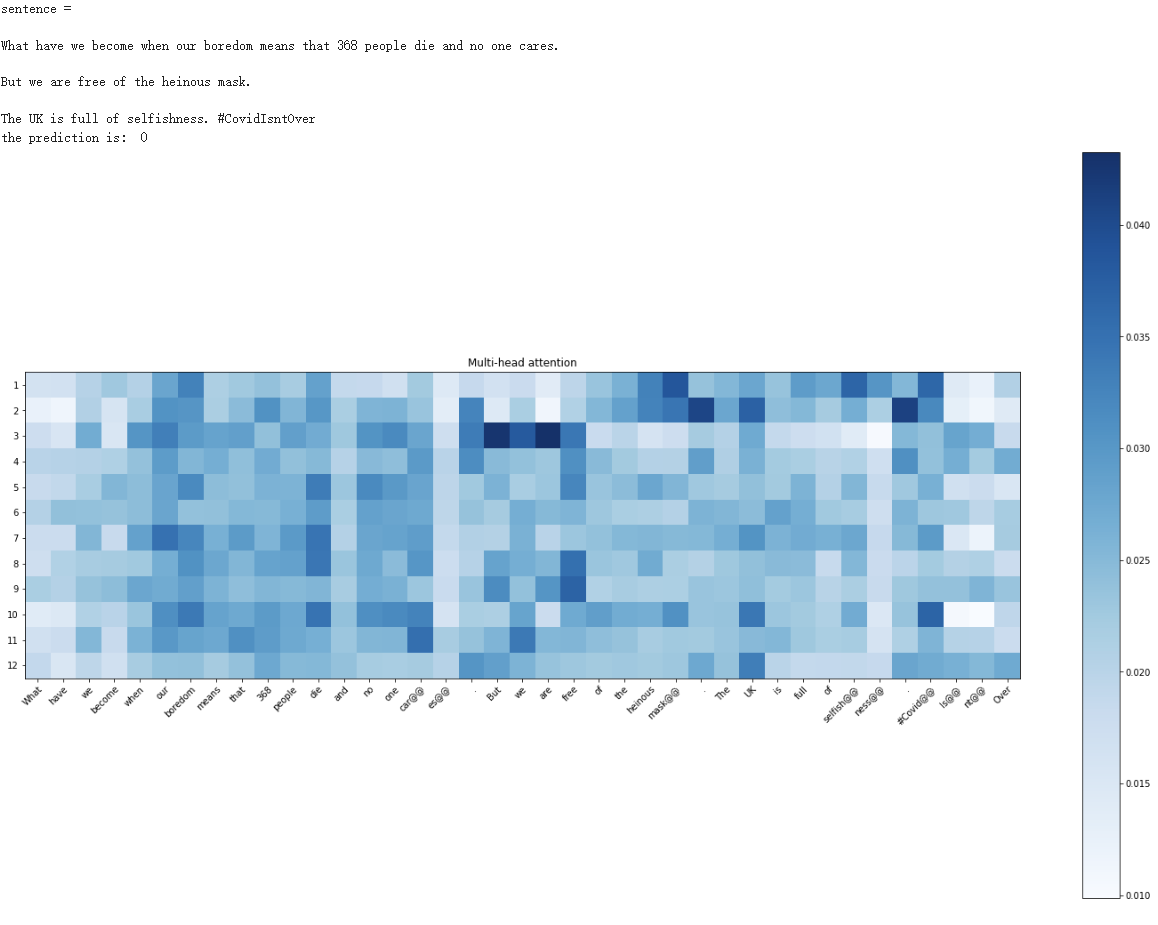 sentence =
What have we become when our boredom means that 368 people die and no one cares.
But we are free of the heinous mask.
The UK is full of selfishness. #CovidIsntOver
the prediction is: 0
Multi-head attention
1
2
3
4
5
6
7
8
9
10
11
12
What have we become when our boredom means that 368 people die and no one car@@ es@@ . But we are free of the heinous mask@@ . The UK is full of selfish@@ ness@@ . #Covid@@ Is@@ nt@@ Over
0.040
0.035
0.030
0.025
0.020
0.015
0.010